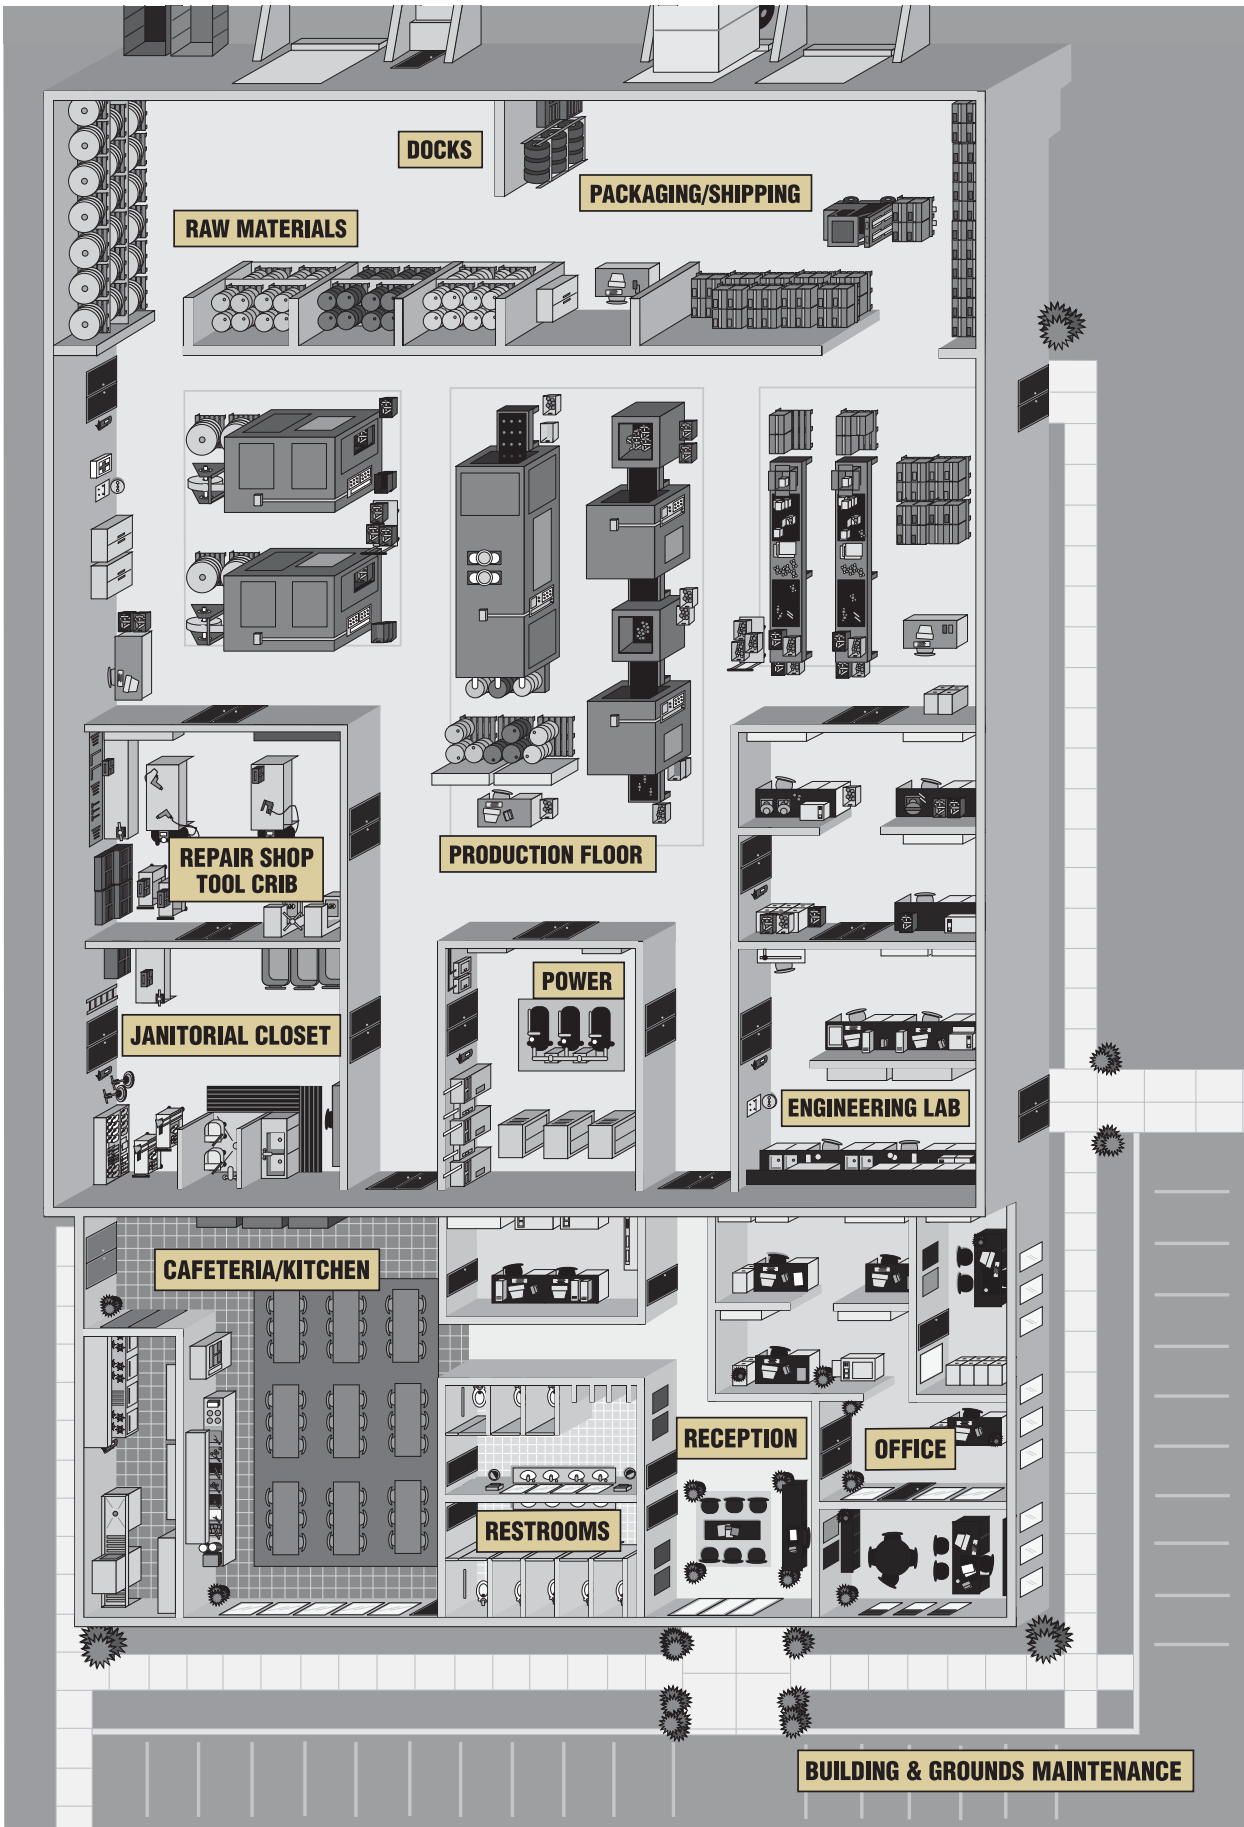 DOCKS
PACKAGING/SHIPPING
RAW MATERIALS
REPAIR SHOP
TOOL CRIB
PRODUCTION FLOOR
POWER
JANITORIAL CLOSET
ENGINEERING LAB
CAFETERIA/KITCHEN
RECEPTION
OFFICE
RESTROOMS
BUILDING & GROUNDS MAINTENANCE